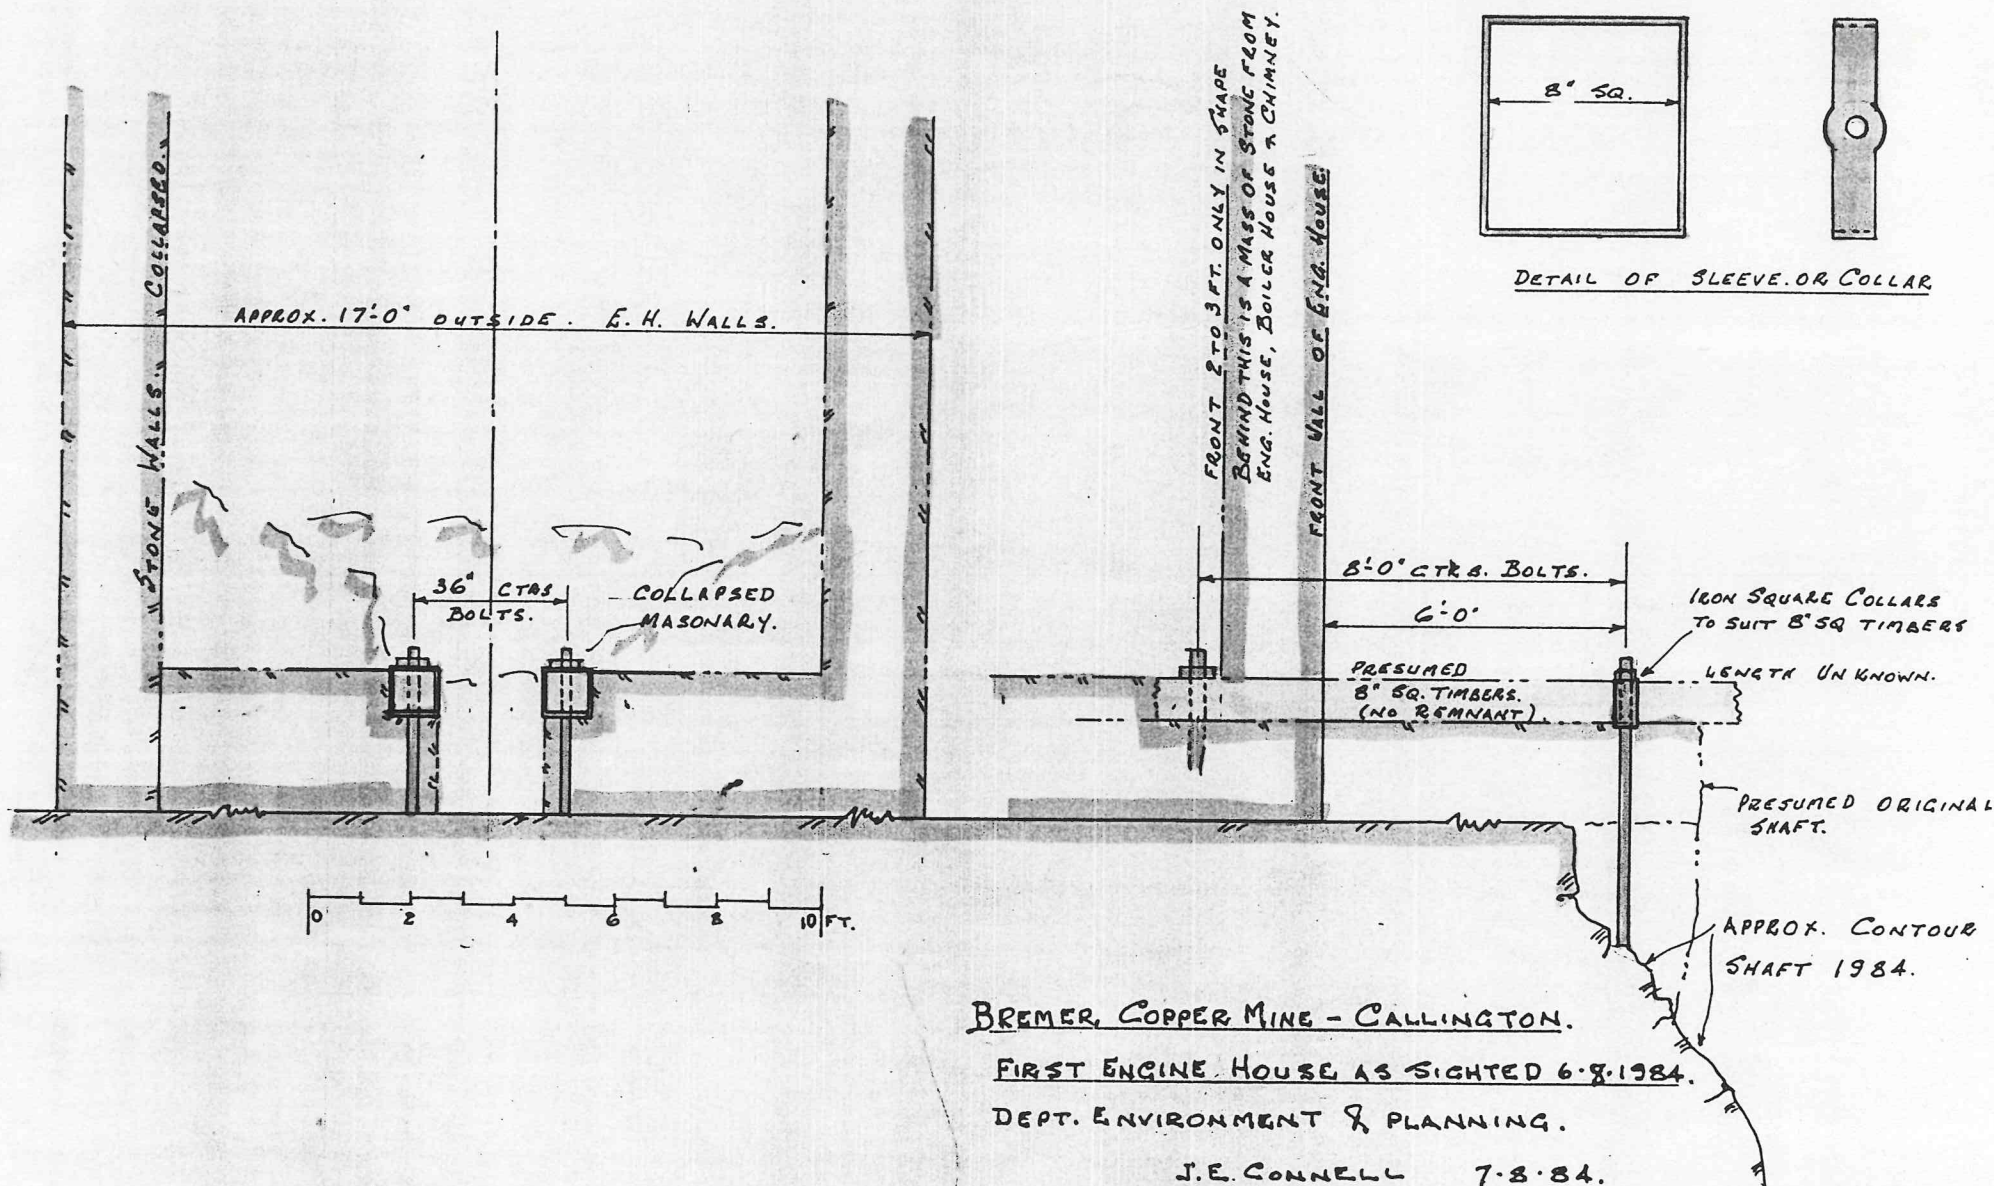 8" SQ.
DETAIL OF SLEEVE OR COLLAR
STONE WALLS COLLAPSED.
APPROX. 17'-0" OUTSIDE. E. H. WALLS.
36" CTRS
BOLTS.
COLLAPSED
MASONARY.
FRONT 2 TO 3 FT. ONLY IN SHAPE
BEHIND THIS IS A MASS OF STONE FROM
ENG. HOUSE, BOILER HOUSE & CHIMNEY.
FRONT WALL OF ENG. HOUSE
8'-0" CTRS. BOLTS.
6'-0"
IRON SQUARE COLLARS
TO SUIT 8" SQ TIMBERS
LENGTH UNKNOWN.
PRESUMED
8" SQ. TIMBERS.
(NO REMNANT).
PRESUMED ORIGINAL
SHAFT.
APPROX. CONTOUR
SHAFT 1984.
0 2 4 6 8 10 FT.
BREMER COPPER MINE - CALLINGTON.
FIRST ENGINE HOUSE AS SIGHTED 6.8.1984.
DEPT. ENVIRONMENT & PLANNING.
J.E. CONNELL 7.8.84.